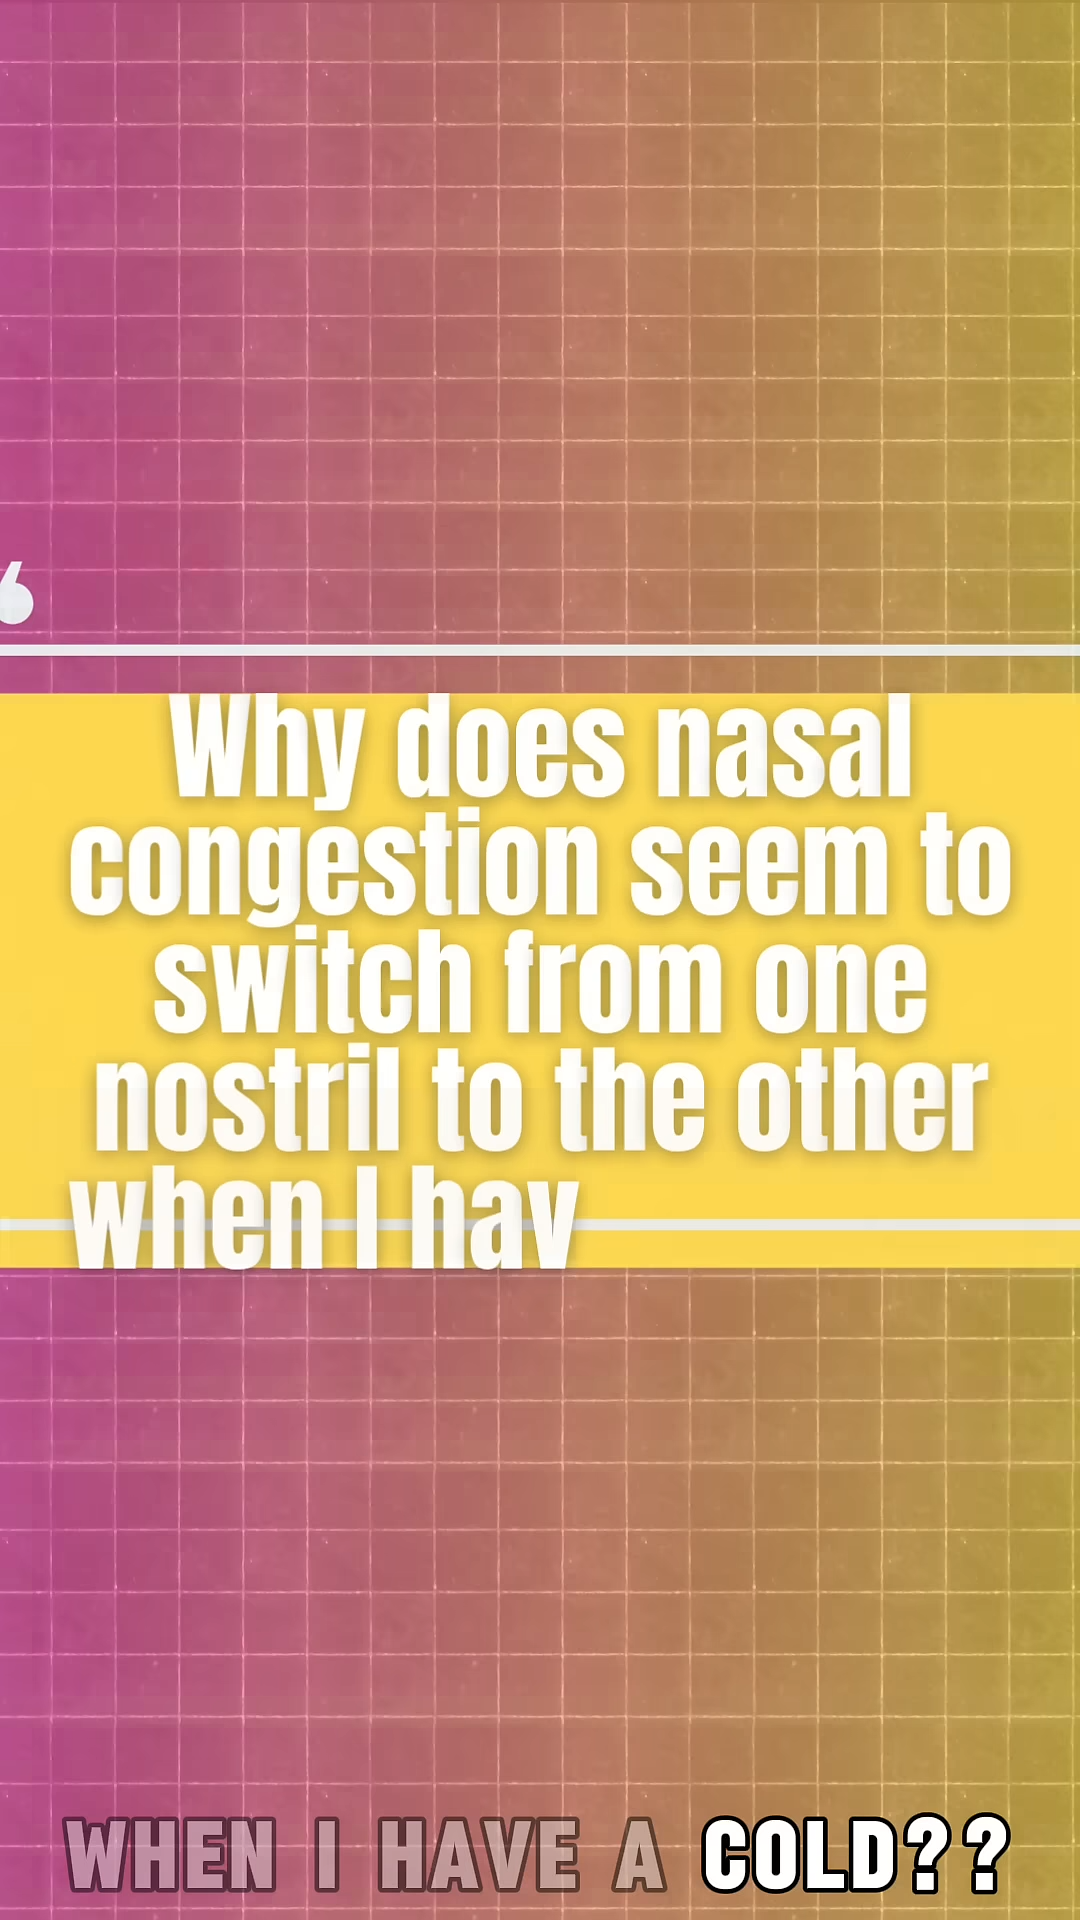 ‘
Why does nasal
congestion seem to
switch from one
nostril to the other
when I hav
WHEN I HAVE A COLD??